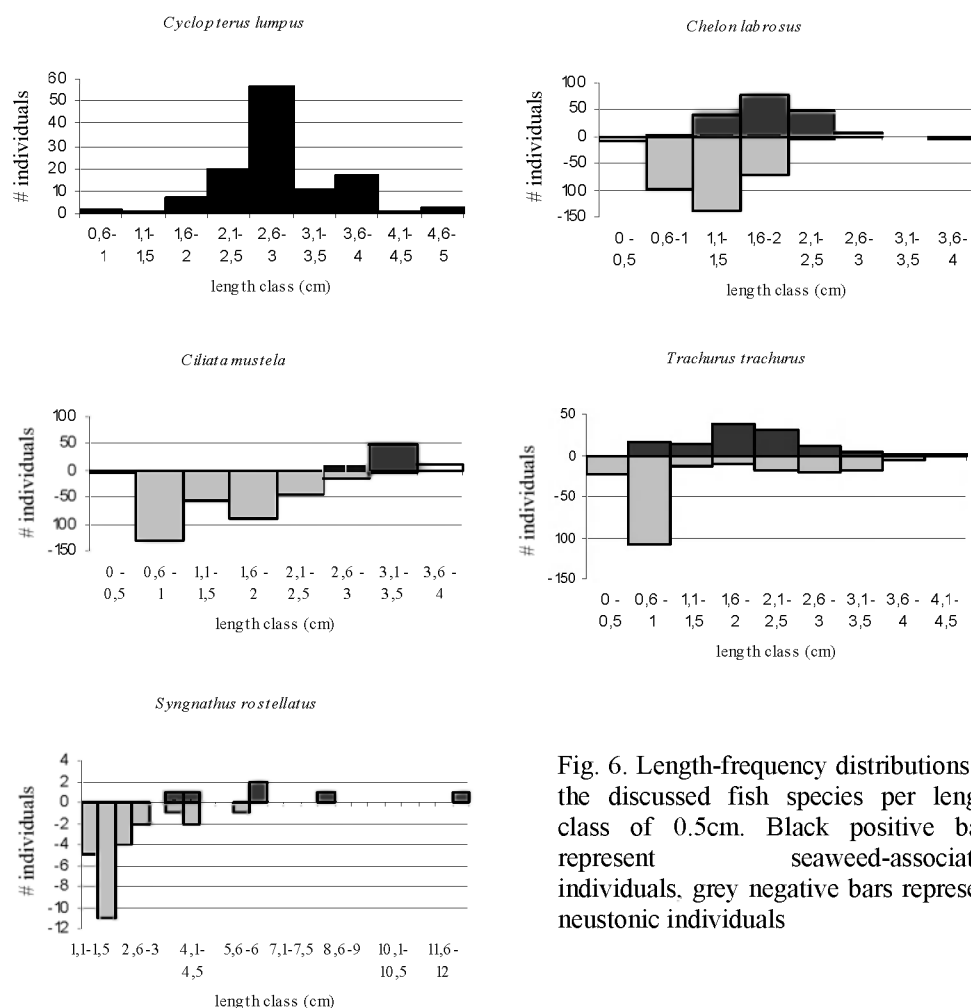 Cyclopterus lumpus
# individuals
60
50
40
30
20
10
0
0,6- 1,1- 1,6- 2,1- 2,6- 3,1- 3,6- 4,1- 4,6-
1 1,5 2 2,5 3 3,5 4 4,5 5
length class (cm)
Chelon labrosus
# individuals
100
50
0
-50
100
-150
0 - 0,6-1 1,1- 1,6-2 2,1- 2,6- 3,1- 3,6-
0,5 1,5 2,5 3 3,5 4
length class (cm)
Ciliata mustela
# individuals
100
50
0
-50
100
-150
0 - 0,6 - 1,1- 1,6 - 2,1- 2,6 - 3,1- 3,6 -
0,5 1 1,5 2 2,5 3 3,5 4
length class (cm)
Trachurus trachurus
# individuals
50
0
-50
100
-150
0 - 0,6 - 1,1- 1,6 - 2,1- 2,6 - 3,1- 3,6 - 4,1-
0,5 1 1,5 2 2,5 3 3,5 4 4,5
length class (cm)
Syngnathus rostellatus
# individuals
4
2
0
-2
-4
-6
-8
-10
-12
1,1-1,5 2,6-3 4,1- 5,6-6 7,1-7,5 8,6-9 10,1- 11,6-
4,5 10,5 12
length class (cm)
Fig. 6. Length-frequency distributions
the discussed fish species per leng
class of 0.5cm. Black positive ba
represent seaweed-associat
individuals, grey negative bars represe
neustonic individuals